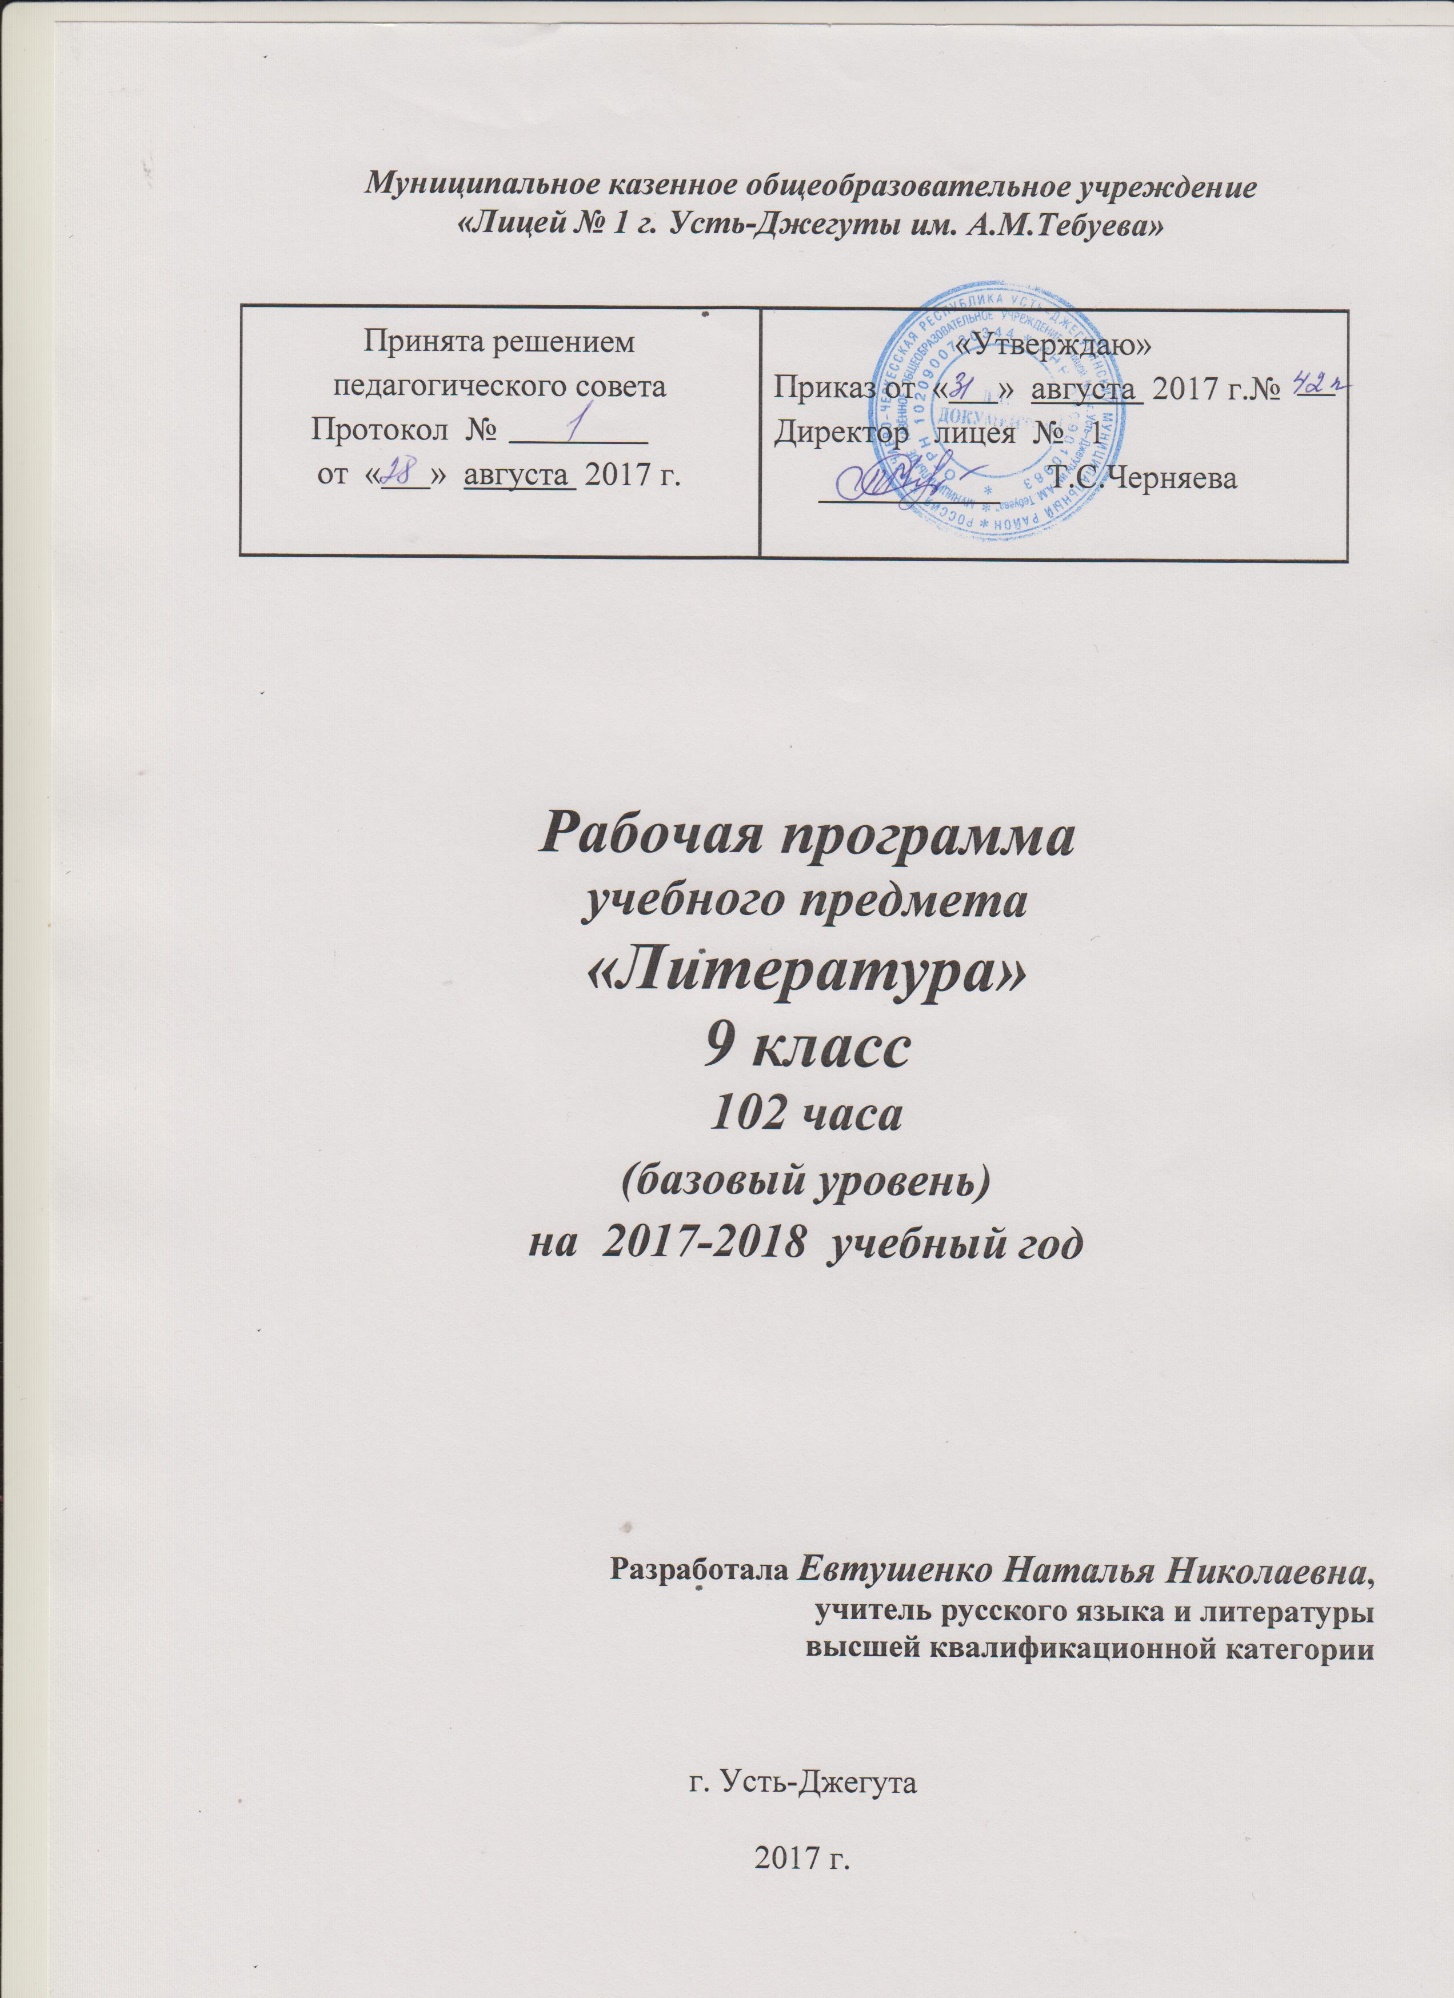 Муниципальное казенное общеобразовательное учреждение
«Лицей № 1 г. Усть-Джегуты им. А.М.Тебуева»
Принята решением
педагогического совета
Протокол № 1
от «28» августа 2017 г.
«Утверждаю»
Приказ от «31» августа 2017 г.№ 42
Директор лицея № 1
Т.С.Черняева
Рабочая программа
учебного предмета
«Литература»
9 класс
102 часа
(базовый уровень)
на 2017-2018 учебный год
Разработала Евтушенко Наталья Николаевна,
учитель русского языка и литературы
высшей квалификационной категории
г. Усть-Джегута
2017 г.